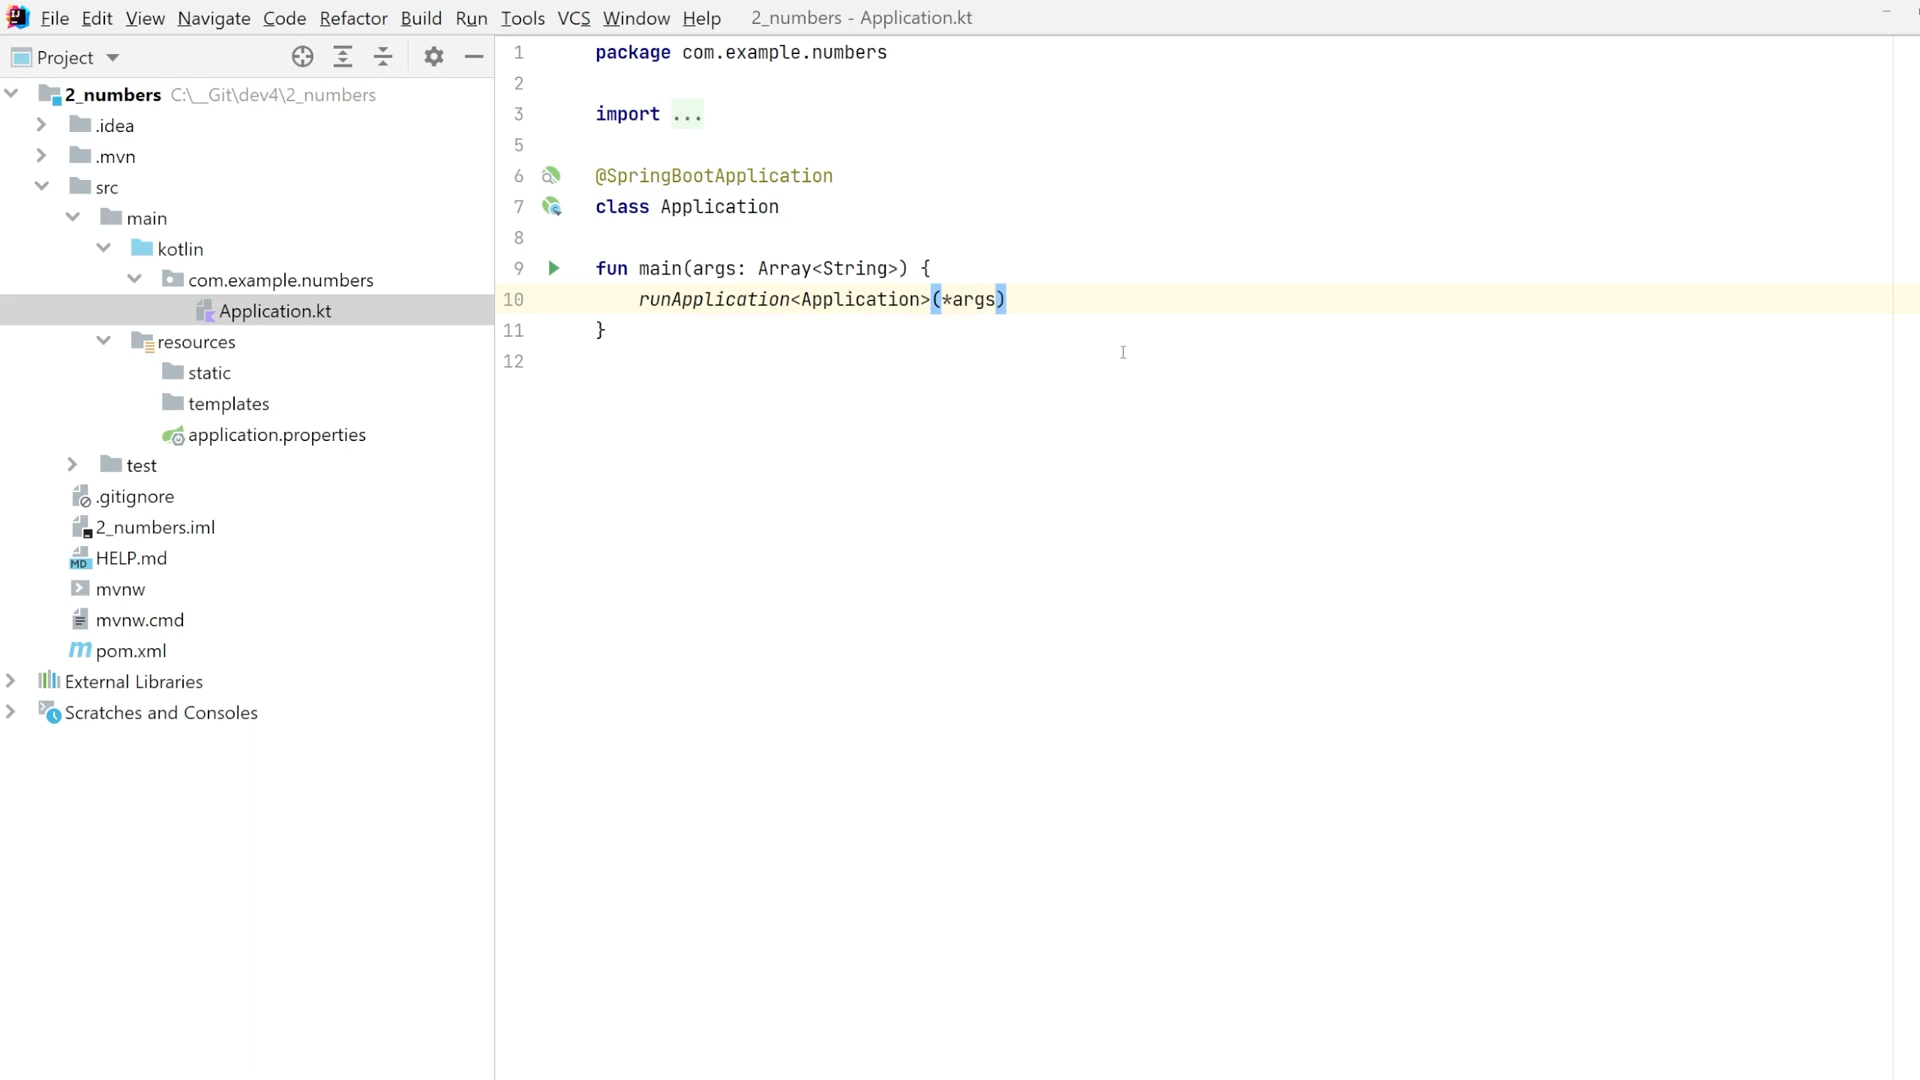 File Edit View Navigate Code Refactor Build Run Tools VCS Window Help 2_numbers - Application.kt
Project
2_numbers C:\__Git\dev4\2_numbers
.idea
.mvn
src
main
kotlin
com.example.numbers
Application.kt
resources
static
templates
application.properties
test
.gitignore
2_numbers.iml
HELP.md
mvnw
mvnw.cmd
pom.xml
External Libraries
Scratches and Consoles
1 package com.example.numbers
2
3 import ...
5
6 @SpringBootApplication
7 class Application
8
9 fun main(args: Array<String>) {
10 runApplication<Application>(*args)
11 }
12